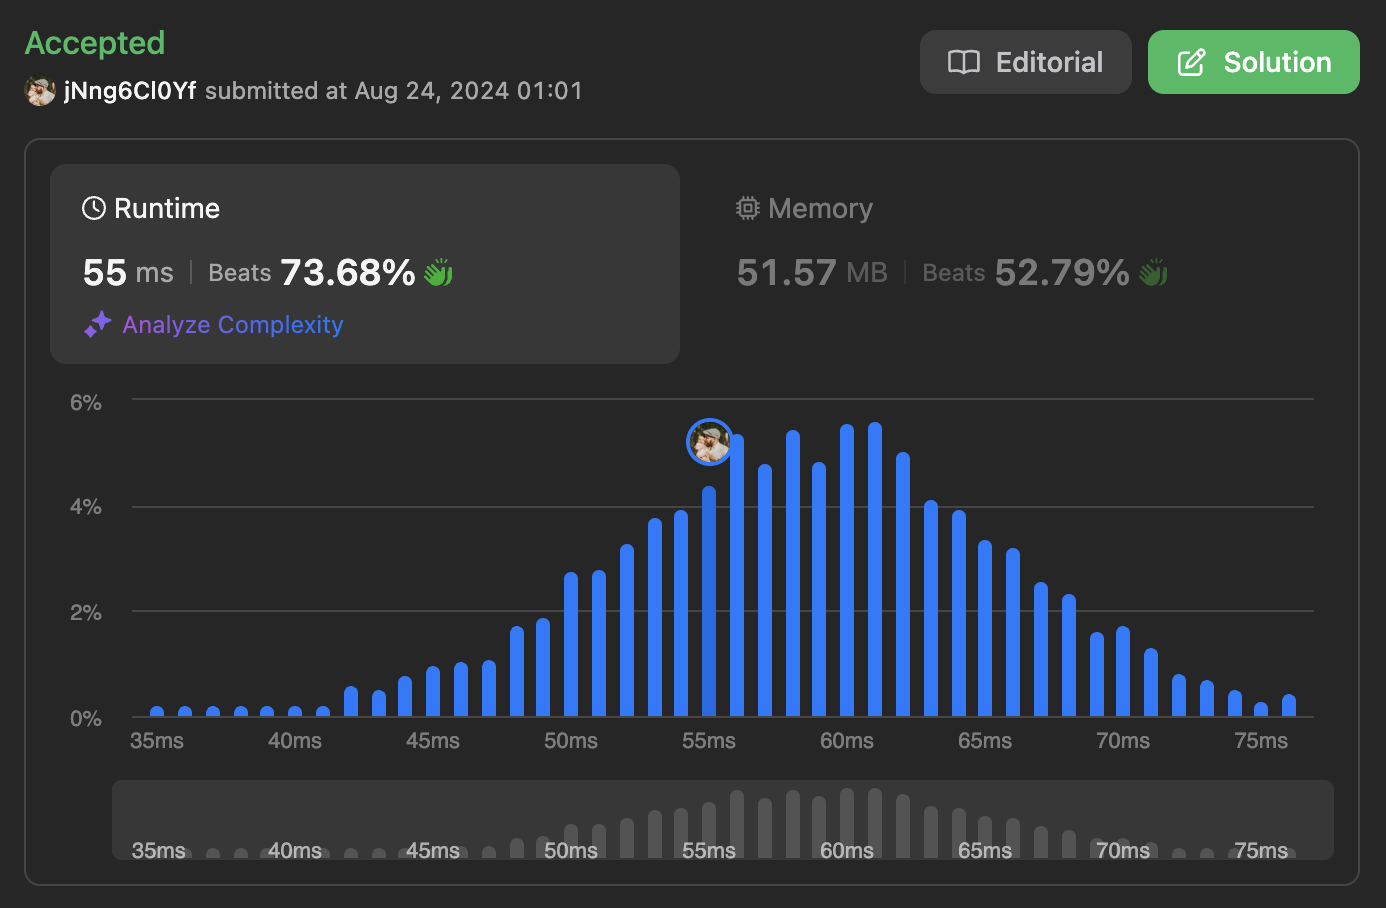 Accepted
jNng6Cl0Yf submitted at Aug 24, 2024 01:01
Editorial
Solution
Runtime
55 ms Beats 73.68%
Analyze Complexity
Memory
51.57 MB Beats 52.79%
6%
4%
2%
0%
35ms 40ms 45ms 50ms 55ms 60ms 65ms 70ms 75ms
35ms 40ms 45ms 50ms 55ms 60ms 65ms 70ms 75ms